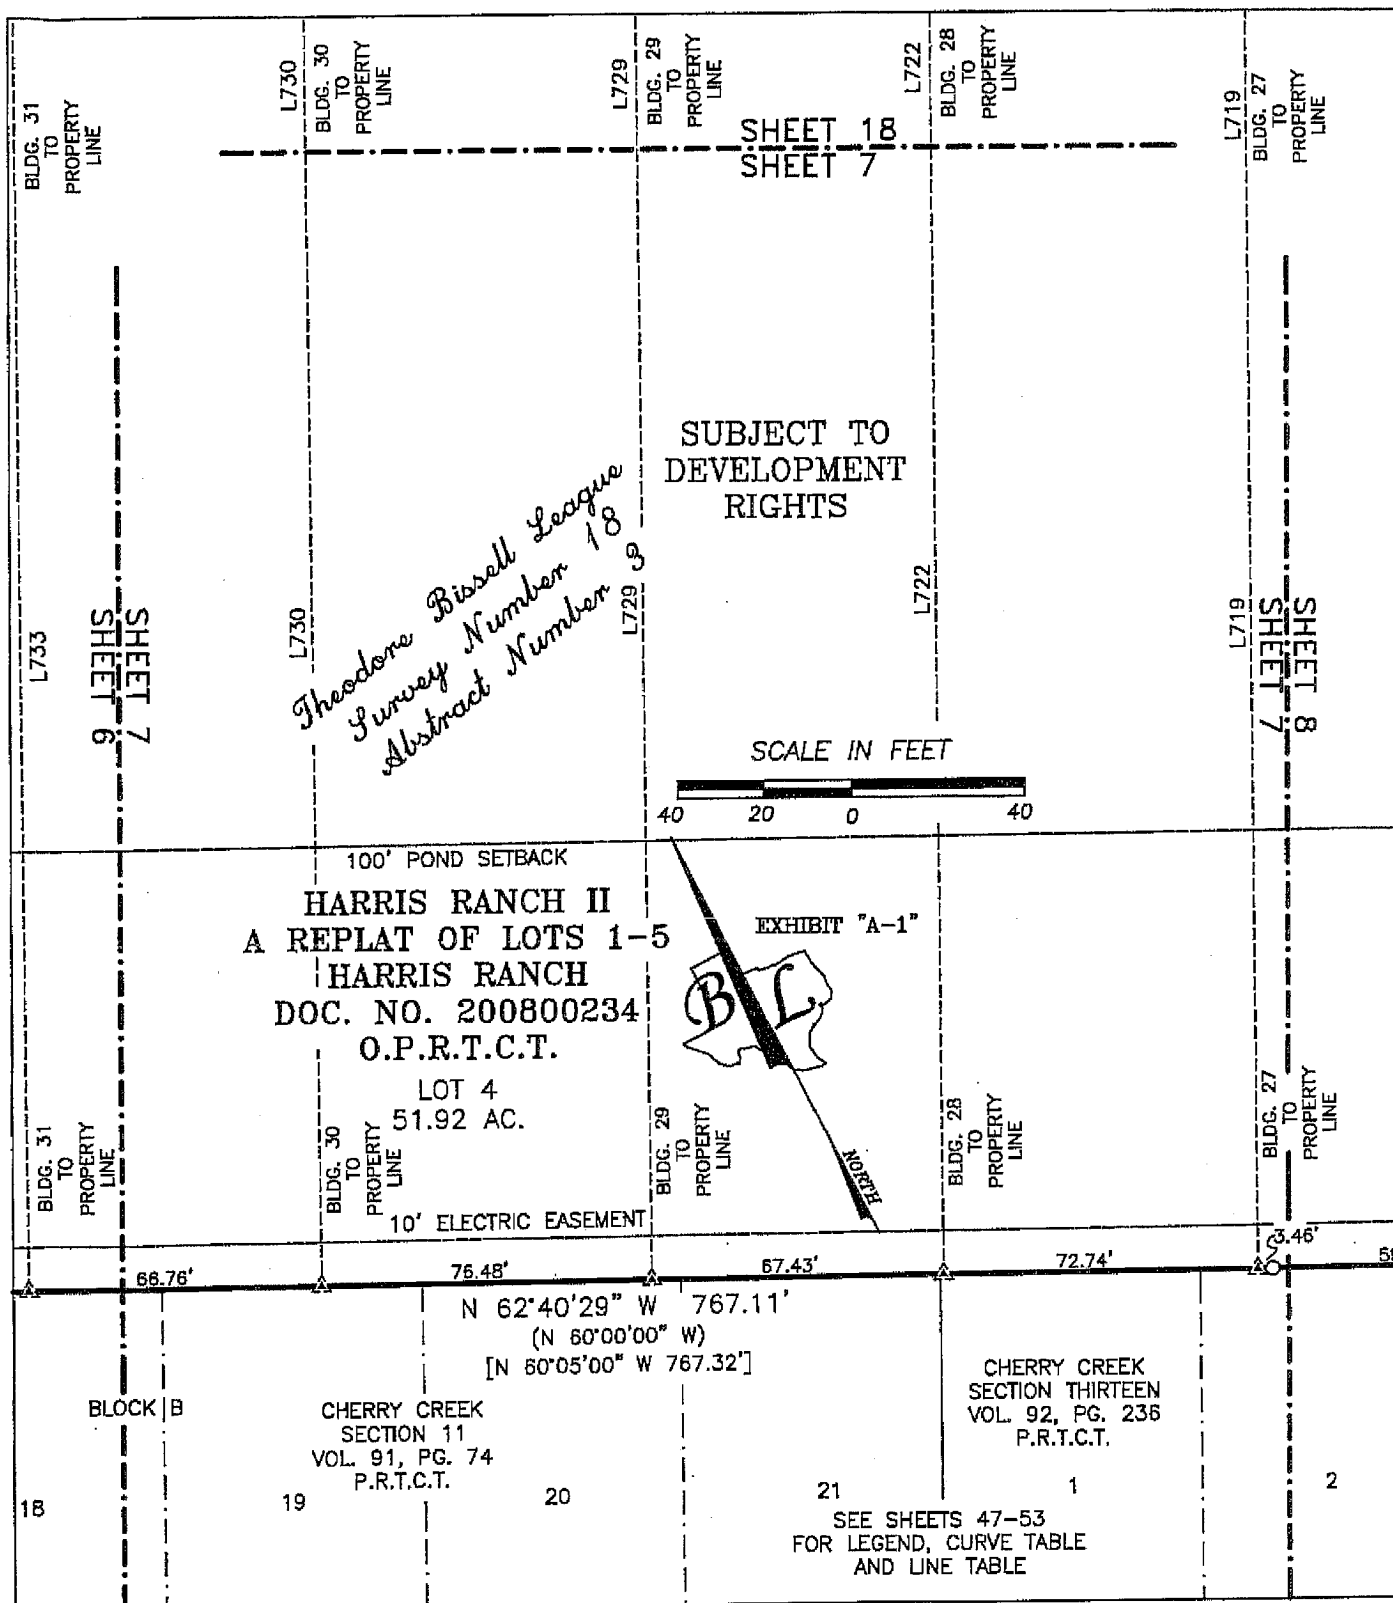 L730
BLDG. 30
TO
PROPERTY
LINE
L729
BLDG. 29
TO
PROPERTY
LINE
L722
BLDG. 28
TO
PROPERTY
LINE
L719
BLDG. 27
TO
PROPERTY
LINE
BLDG. 31
TO
PROPERTY
LINE
SHEET 18
SHEET 7
SUBJECT TO
DEVELOPMENT
RIGHTS
Theodore Bissell League
Survey Number 18
Abstract Number 3
L733
SHEET 7
SHEET 6
L730
L729
L722
L719
SHEET 8
SHEET 7
SCALE IN FEET
40 20 0 40
100' POND SETBACK
HARRIS RANCH II
A REPLAT OF LOTS 1-5
HARRIS RANCH
DOC. NO. 200800234
O.P.R.T.C.T.
LOT 4
51.92 AC.
EXHIBIT "A-1"
B L
NORTH
BLDG. 31
TO
PROPERTY
LINE
BLDG. 30
TO
PROPERTY
LINE
BLDG. 29
TO
PROPERTY
LINE
BLDG. 28
TO
PROPERTY
LINE
BLDG. 27
TO
PROPERTY
LINE
10' ELECTRIC EASEMENT
66.76' 76.48' 67.43' 72.74' 3.46'
N 62°40'29" W 767.11'
(N 60°00'00" W)
[N 60°05'00" W 767.32']
BLOCK B
CHERRY CREEK
SECTION 11
VOL. 91, PG. 74
P.R.T.C.T.
CHERRY CREEK
SECTION THIRTEEN
VOL. 92, PG. 236
P.R.T.C.T.
18 19 20 21 1 2
SEE SHEETS 47-53
FOR LEGEND, CURVE TABLE
AND LINE TABLE